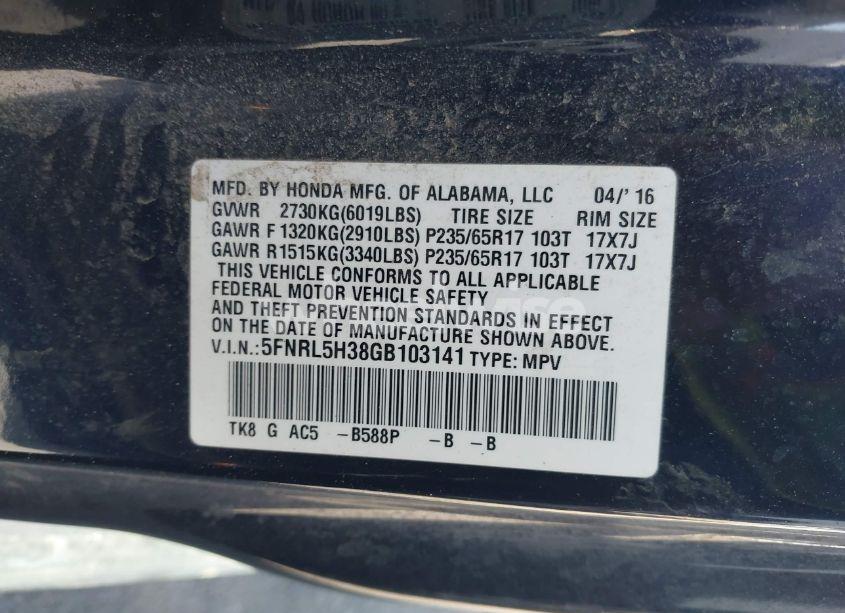 MFD. BY HONDA MFG. OF ALABAMA, LLC 04/' 16
GVWR 2730KG(6019LBS) TIRE SIZE RIM SIZE
GAWR F 1320KG(2910LBS) P235/65R17 103T 17X7J
GAWR R1515KG(3340LBS) P235/65R17 103T 17X7J
THIS VEHICLE CONFORMS TO ALL APPLICABLE
FEDERAL MOTOR VEHICLE SAFETY
AND THEFT PREVENTION STANDARDS IN EFFECT
ON THE DATE OF MANUFACTURE SHOWN ABOVE.
V.I.N.:5FNRL5H38GB103141 TYPE: MPV
TK8 G AC5 -B588P -B -B